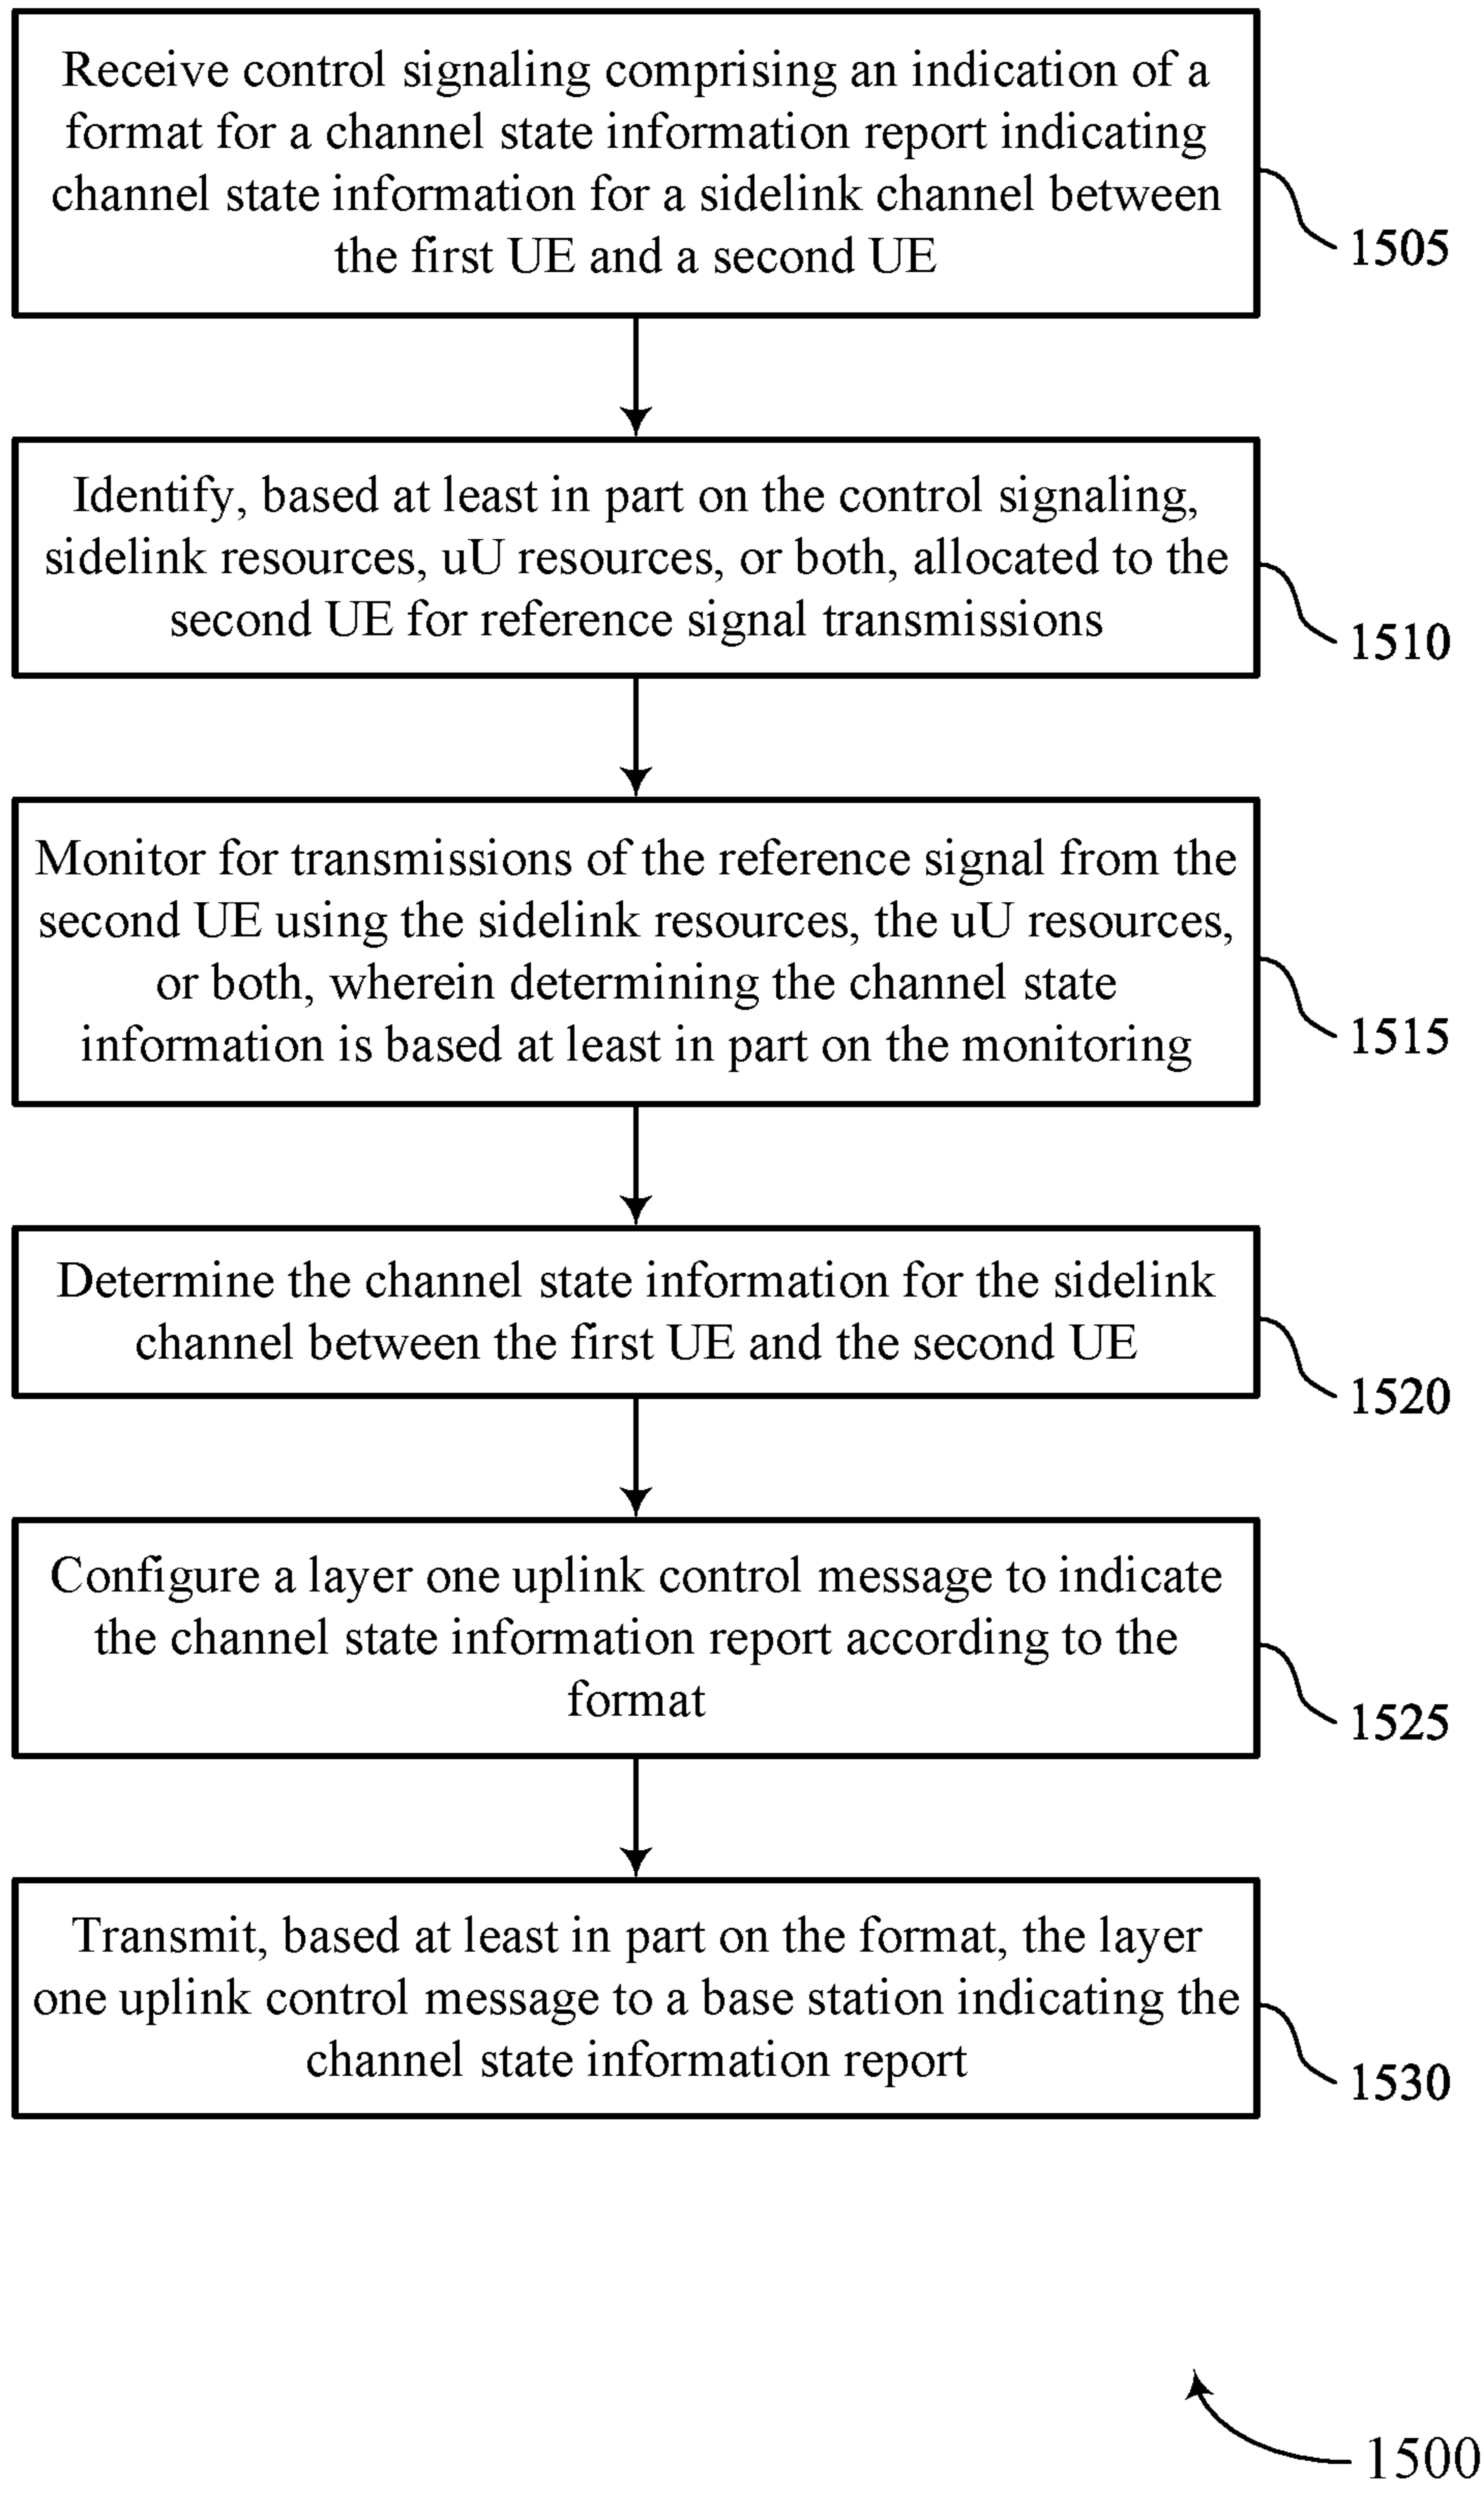 Receive control signaling comprising an indication of a
format for a channel state information report indicating
channel state information for a sidelink channel between
the first UE and a second UE
1505
Identify, based at least in part on the control signaling,
sidelink resources, uU resources, or both, allocated to the
second UE for reference signal transmissions
1510
Monitor for transmissions of the reference signal from the
second UE using the sidelink resources, the uU resources,
or both, wherein determining the channel state
information is based at least in part on the monitoring
1515
Determine the channel state information for the sidelink
channel between the first UE and the second UE
1520
Configure a layer one uplink control message to indicate
the channel state information report according to the
format
1525
Transmit, based at least in part on the format, the layer
one uplink control message to a base station indicating the
channel state information report
1530
1500